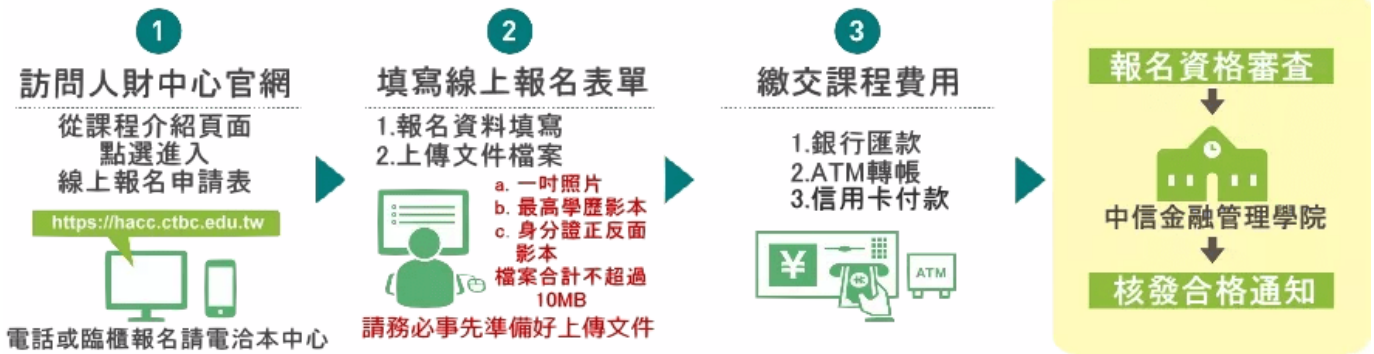 1
訪問人財中心官網
從課程介紹頁面
點選進入
線上報名申請表
https://hacc.ctbc.edu.tw
電話或臨櫃報名請電洽本中心
2
填寫線上報名表單
1.報名資料填寫
2.上傳文件檔案
a. 一吋照片
b. 最高學歷影本
c. 身分證正反面
影本
檔案合計不超過
10MB
請務必事先準備好上傳文件
3
繳交課程費用
1.銀行匯款
2.ATM轉帳
3.信用卡付款
¥
ATM
報名資格審查
中信金融管理學院
核發合格通知